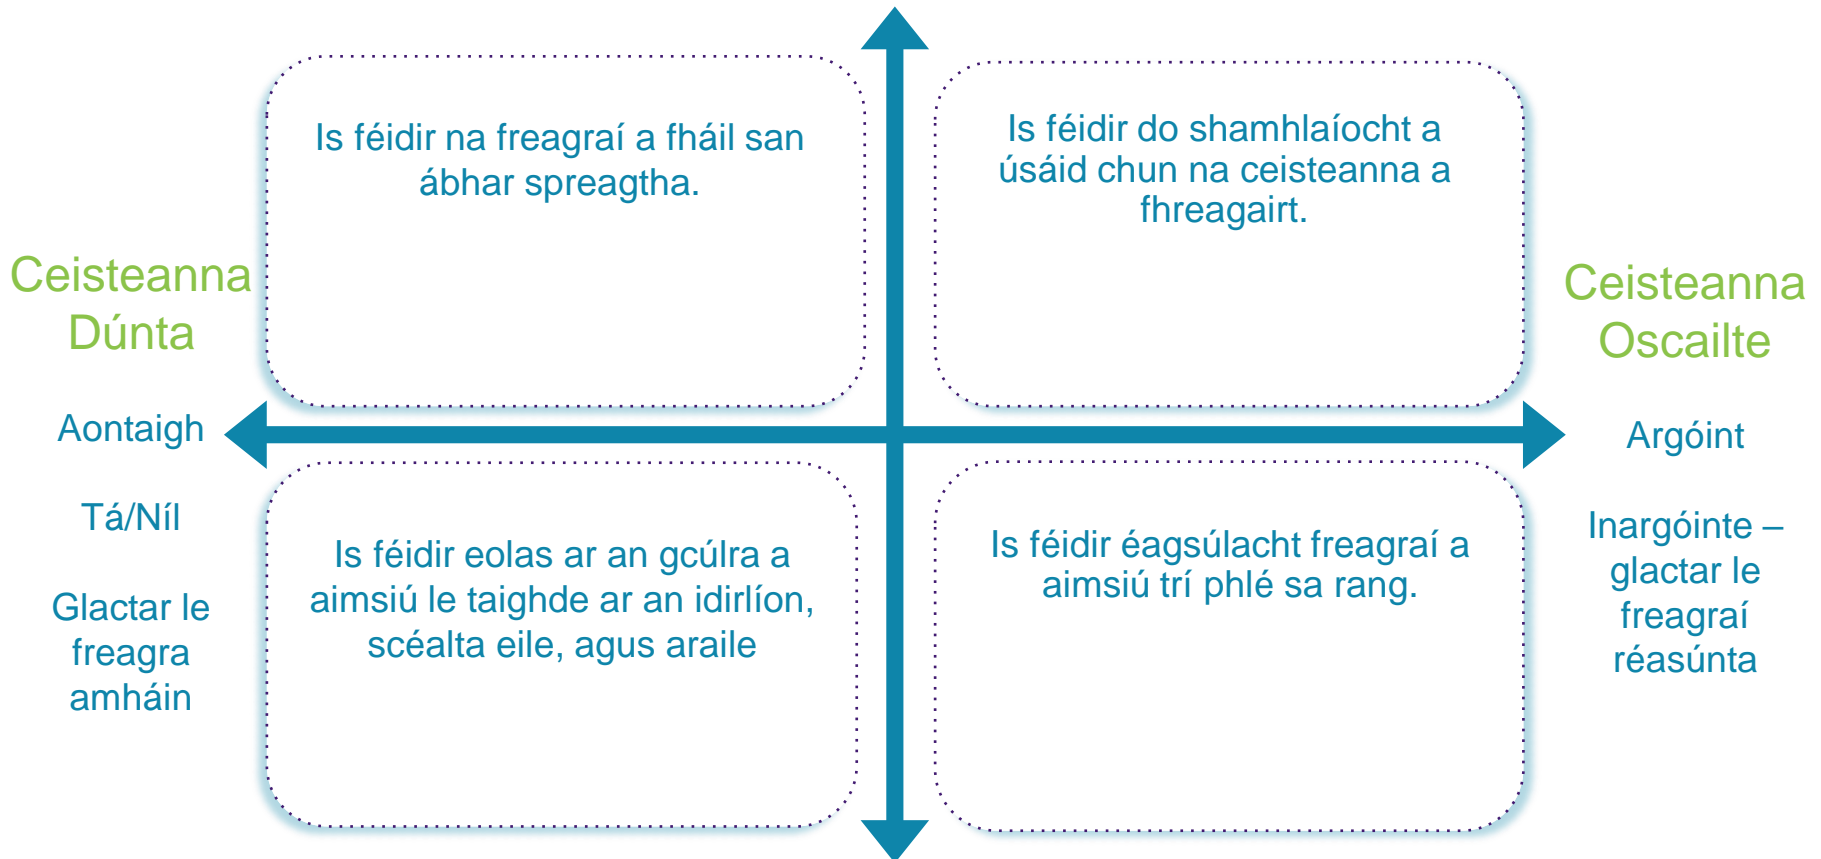 Ceisteanna
Dúnta
Aontaigh
Tá/Níl
Glactar le
freagra
amháin
Is féidir na freagraí a fháil san
ábhar spreagtha.
Is féidir do shamhlaíocht a
úsáid chun na ceisteanna a
fhreagairt.
Is féidir eolas ar an gcúlra a
aimsiú le taighde ar an idirlíon,
scéalta eile, agus araile
Is féidir éagsúlacht freagraí a
aimsiú trí phlé sa rang.
Ceisteanna
Oscailte
Argóint
Inargóinte –
glactar le
freagraí
réasúnta